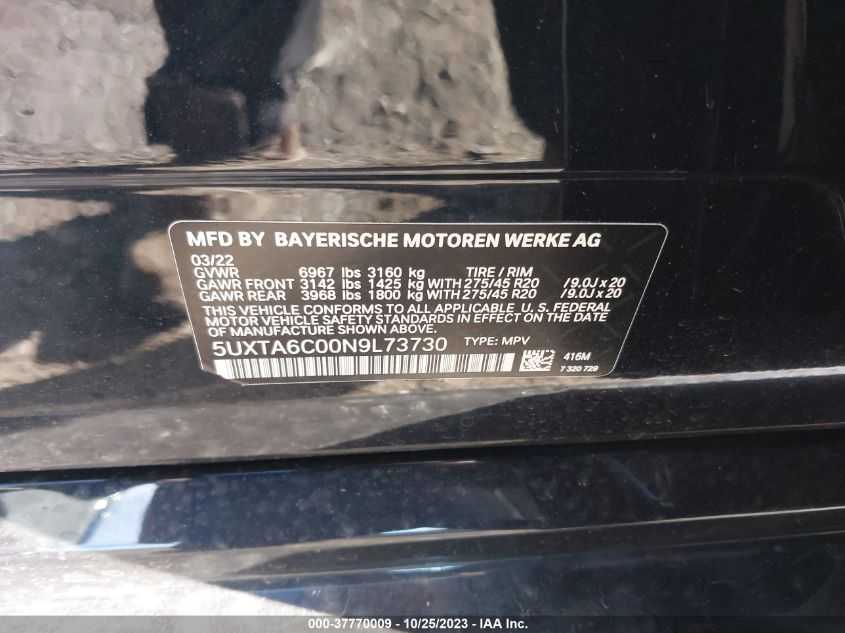 MFD BY BAYERISCHE MOTOREN WERKE AG
03/22
GVWR 6967 lbs 3160 kg TIRE / RIM
GAWR FRONT 3142 lbs 1425 kg WITH 275/45 R20 / 9.0J x 20
GAWR REAR 3968 lbs 1800 kg WITH 275/45 R20 / 9.0J x 20
THIS VEHICLE CONFORMS TO ALL APPLICABLE U. S. FEDERAL
MOTOR VEHICLE SAFETY STANDARDS IN EFFECT ON THE DATE
OF MANUFACTURE SHOWN ABOVE.
5UXTA6C00N9L73730 TYPE: MPV
416M
7 320 729
000-37770009 - 10/25/2023 - IAA Inc.